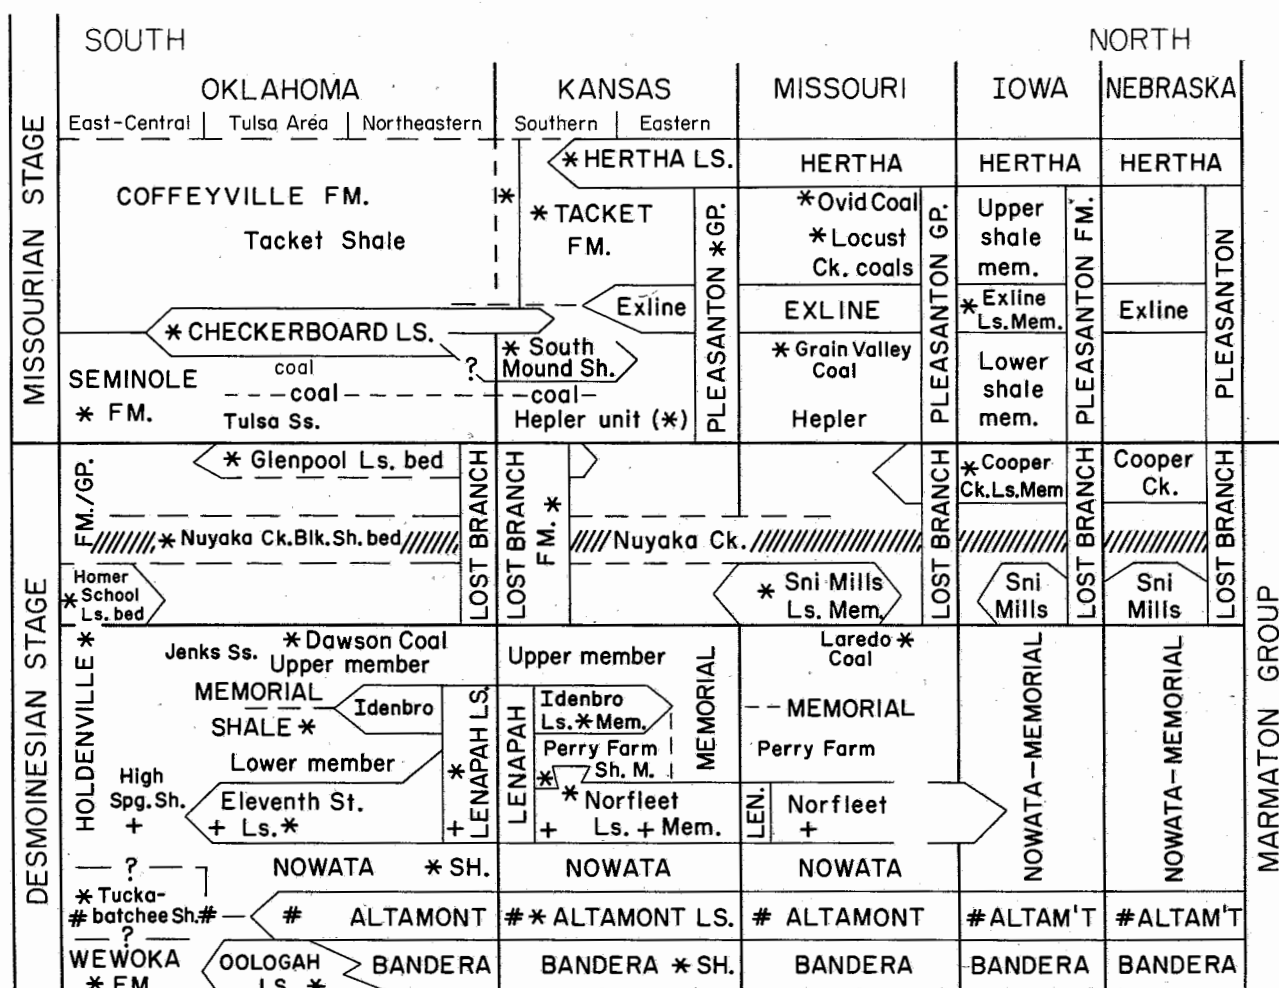 SOUTH NORTH
OKLAHOMA KANSAS MISSOURI IOWA NEBRASKA
East-Central Tulsa Area Northeastern Southern Eastern
MISSOURIAN STAGE
* HERTHA LS. HERTHA HERTHA HERTHA
COFFEYVILLE FM.
Tacket Shale
*
* TACKET
FM.
PLEASANTON * GP.
* Ovid Coal
* Locust
Ck. coals
PLEASANTON GP.
Upper
shale
mem.
PLEASANTON FM.
PLEASANTON
Exline EXLINE
* Exline
Ls. Mem.
Exline
* CHECKERBOARD LS.
?
* South
Mound Sh.
* Grain Valley
Coal
Lower
shale
mem.
SEMINOLE
* FM.
coal
coal coal
Tulsa Ss.
Hepler unit (*) Hepler
DESMOINESIAN STAGE
FM./GP.
* Glenpool Ls. bed
LOST BRANCH
LOST BRANCH
FM. *
LOST BRANCH
* Cooper
Ck.Ls.Mem
LOST BRANCH
Cooper
Ck.
LOST BRANCH
* Nuyaka Ck.Blk.Sh.bed Nuyaka Ck.
Homer
School
* Ls. bed
* Sni Mills
Ls. Mem.
Sni
Mills
Sni
Mills
HOLDENVILLE *
Jenks Ss.
* Dawson Coal
Upper member
Upper member
Laredo *
Coal
MEMORIAL
SHALE *
Idenbro
LENAPAH LS.
*
+
LENAPAH
Idenbro
Ls. * Mem.
MEMORIAL
MEMORIAL
Lower member
Perry Farm
Sh. M.
Perry Farm
High
Spg. Sh.
+
Eleventh St.
+ Ls. *
*
* Norfleet
+ Ls. + Mem.
LEN.
Norfleet
+
NOWATA–MEMORIAL
NOWATA–MEMORIAL
MARMATON GROUP
?
NOWATA * SH. NOWATA NOWATA
* Tucka-
# batchee Sh. #
?
# ALTAMONT # * ALTAMONT LS. # ALTAMONT # ALTAM'T # ALTAM'T
WEWOKA
* FM.
OOLOGAH
LS. *
BANDERA BANDERA * SH. BANDERA BANDERA BANDERA